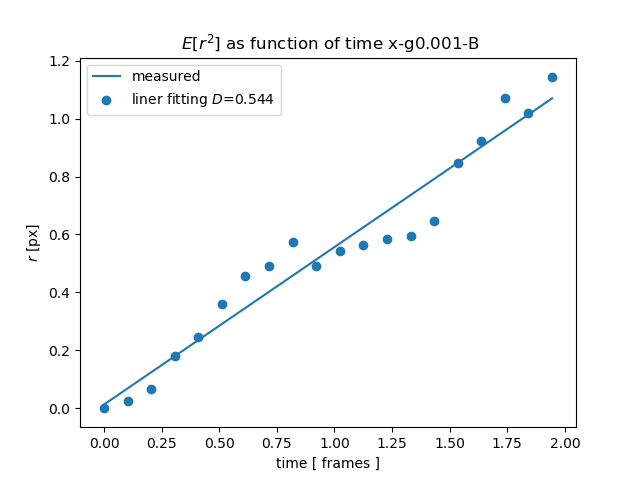 E[r²] as function of time x-g0.001-B
measured
liner fitting D=0.544
1.2
1.0
0.8
0.6
0.4
0.2
0.0
r [px]
0.00 0.25 0.50 0.75 1.00 1.25 1.50 1.75 2.00
time [ frames ]